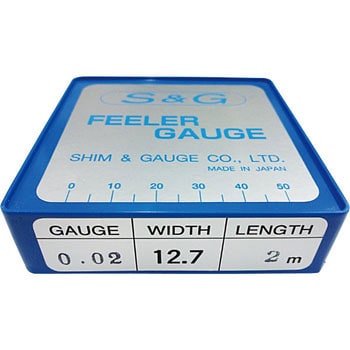 S&G
FEELER
GAUGE
SHIM & GAUGE CO., LTD.
MADE IN JAPAN
0 10 20 30 40 50
GAUGE WIDTH LENGTH
0.02 12.7 2 m